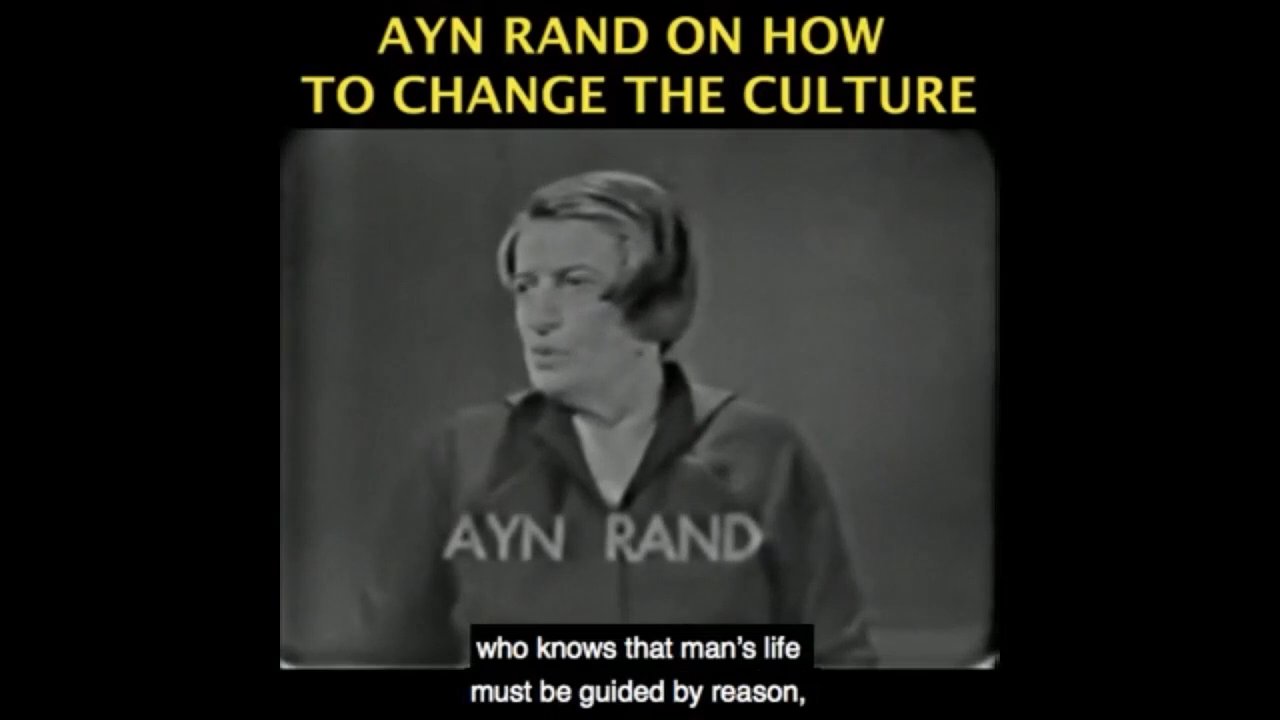 AYN RAND ON HOW
TO CHANGE THE CULTURE
AYN RAND
who knows that man's life
must be guided by reason,